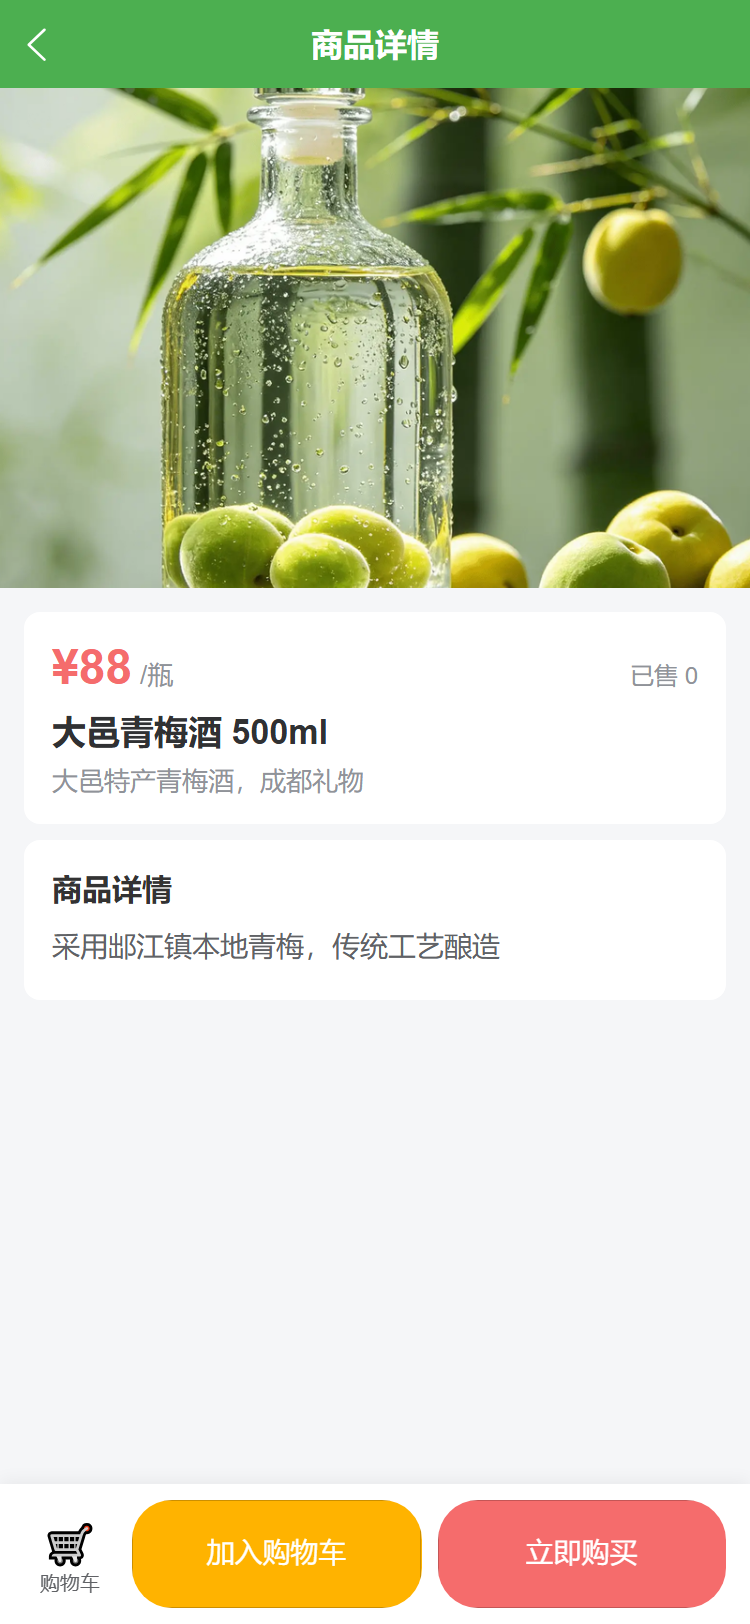 商品详情
¥88 /瓶 已售 0
大邑青梅酒 500ml
大邑特产青梅酒，成都礼物
商品详情
采用邮江镇本地青梅，传统工艺酿造
购物车
加入购物车
立即购买